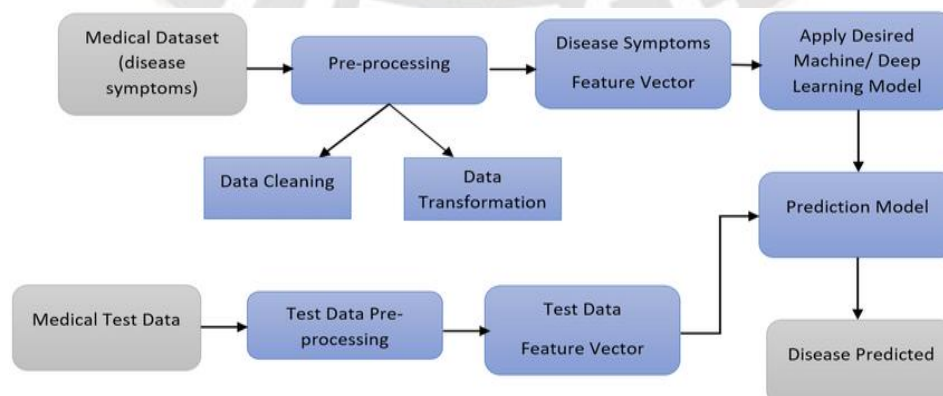 Medical Dataset
(disease
symptoms)
Pre-processing
Disease Symptoms
Feature Vector
Apply Desired
Machine/ Deep
Learning Model
Data Cleaning
Data
Transformation
Prediction Model
Medical Test Data
Test Data Pre-
processing
Test Data
Feature Vector
Disease Predicted